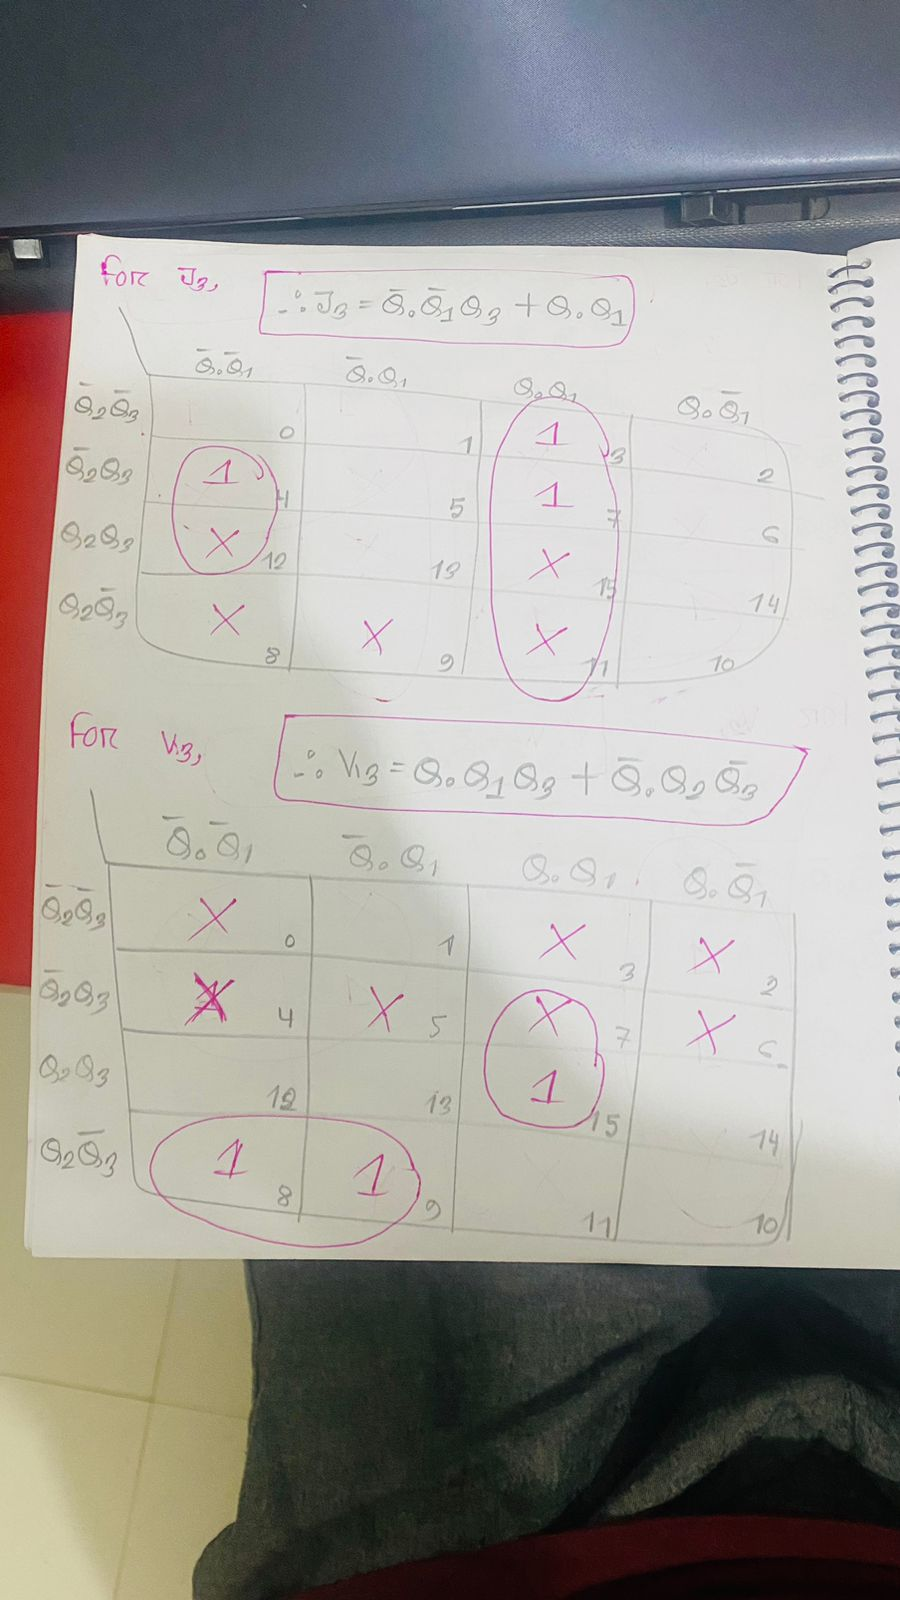 For J₃,
∴ J₃ = Q̄₀Q̄₁Q₃ + Q₀Q₁
Q̄₀Q̄₁ Q̄₀Q₁ Q₀Q₁ Q₀Q̄₁
Q̄₂Q̄₃ 0 1 1 3 2
Q̄₂Q₃ 1 4 5 1 7 6
Q₂Q₃ X 12 13 X 15 14
Q₂Q̄₃ X 8 X 9 X 11 10
For K₃,
∴ K₃ = Q₀Q₁Q₃ + Q̄₀Q₂Q̄₃
Q̄₀Q̄₁ Q̄₀Q₁ Q₀Q₁ Q₀Q̄₁
Q̄₂Q̄₃ X 0 1 X 3 X 2
Q̄₂Q₃ X 4 X 5 X 7 X 6
Q₂Q₃ 12 13 1 15 14
Q₂Q̄₃ 1 8 1 9 11 10